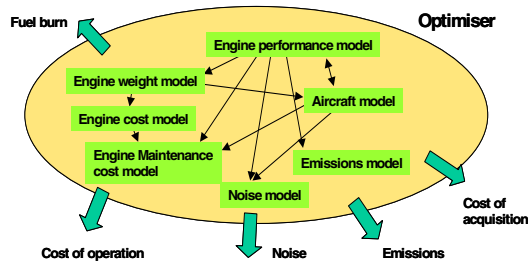 Fuel burn
Optimiser
Engine performance model
Engine weight model
Aircraft model
Engine cost model
Engine Maintenance
cost model
Emissions model
Noise model
Cost of
acquisition
Cost of operation
Noise
Emissions